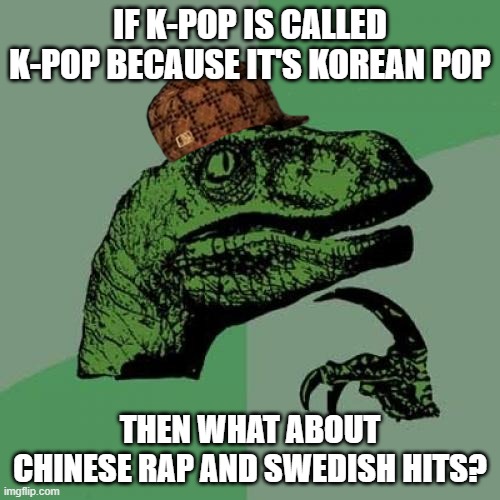 IF K-POP IS CALLED
K-POP BECAUSE IT'S KOREAN POP
THEN WHAT ABOUT
CHINESE RAP AND SWEDISH HITS?
imgflip.com